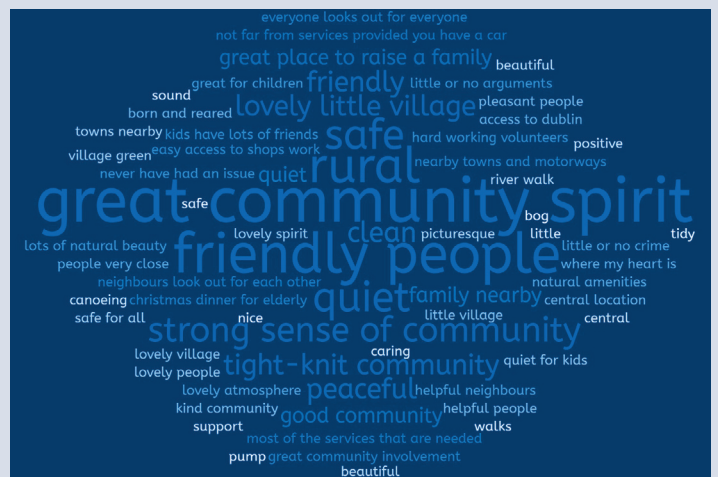 everyone looks out for everyone
not far from services provided you have a car
great place to raise a family beautiful
great for children friendly little or no arguments
sound
born and reared lovely little village pleasant people
access to dublin
towns nearby kids have lots of friends safe hard working volunteers
positive
village green easy access to shops work
never have had an issue quiet rural nearby towns and motorways
river walk
great community spirit
safe
bog
lovely spirit clean picturesque little tidy
lots of natural beauty friendly people little or no crime
people very close where my heart is
neighbours look out for each other natural amenities
canoeing christmas dinner for elderly quiet family nearby central location
safe for all nice little village central
strong sense of community
lovely village caring
lovely people tight-knit community quiet for kids
lovely atmosphere peaceful helpful neighbours
kind community good community helpful people
support walks
most of the services that are needed
pump great community involvement
beautiful